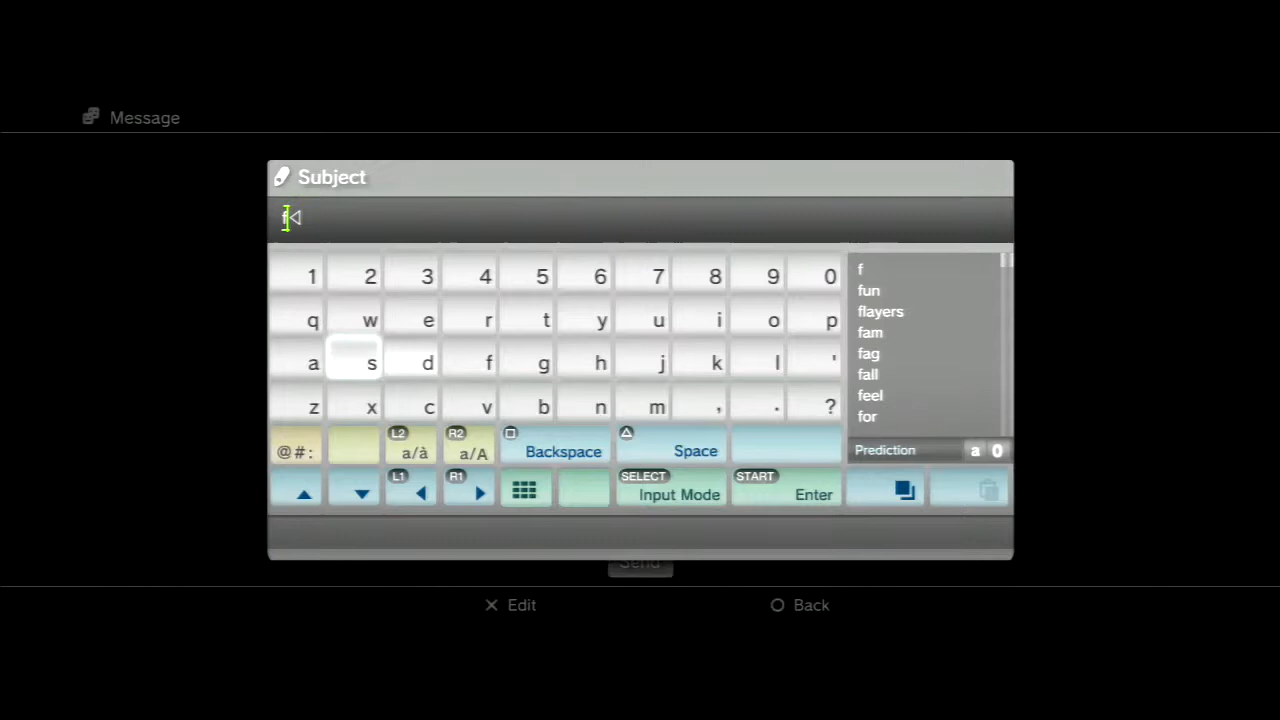 Message
Subject
f
1 2 3 4 5 6 7 8 9 0
q w e r t y u i o p
a s d f g h j k l '
z x c v b n m , . ?
@#: L2 a/à R2 a/A Backspace Space
L1 R1 SELECT Input Mode START Enter
f
fun
flayers
fam
fag
fall
feel
for
Prediction a 0
Send
Edit Back